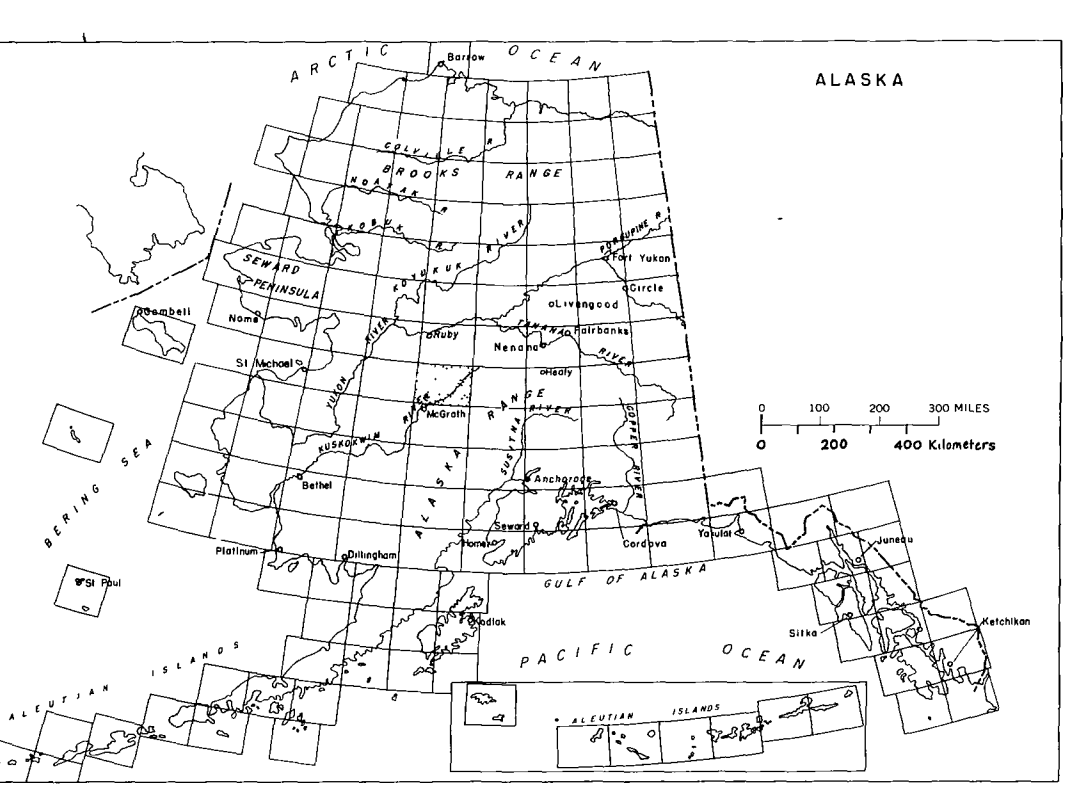 ARCTIC OCEAN
Barrow
ALASKA
COLVILLE R
BROOKS RANGE
NOATAK R
KOBUK R
KOYUKUK RIVER
PORCUPINE R
Fort Yukon
SEWARD
PENINSULA
Circle
Livengood
Gambell
Nome
TANANA
Fairbanks
Ruby
Nenana
RIVER
St Michael
Healy
YUKON RIVER
ALASKA RANGE
McGrath
KUSKOKWIM RIVER
SUSITNA RIVER
COPPER RIVER
0 100 200 300 MILES
0 200 400 Kilometers
BERING SEA
Bethel
Anchorage
Seward
Homer
Cordova
Yakutat
Platinum
Dillingham
Juneau
GULF OF ALASKA
St Paul
Kodiak
Sitka
Ketchikan
PACIFIC OCEAN
ALEUTIAN ISLANDS
ALEUTIAN ISLANDS